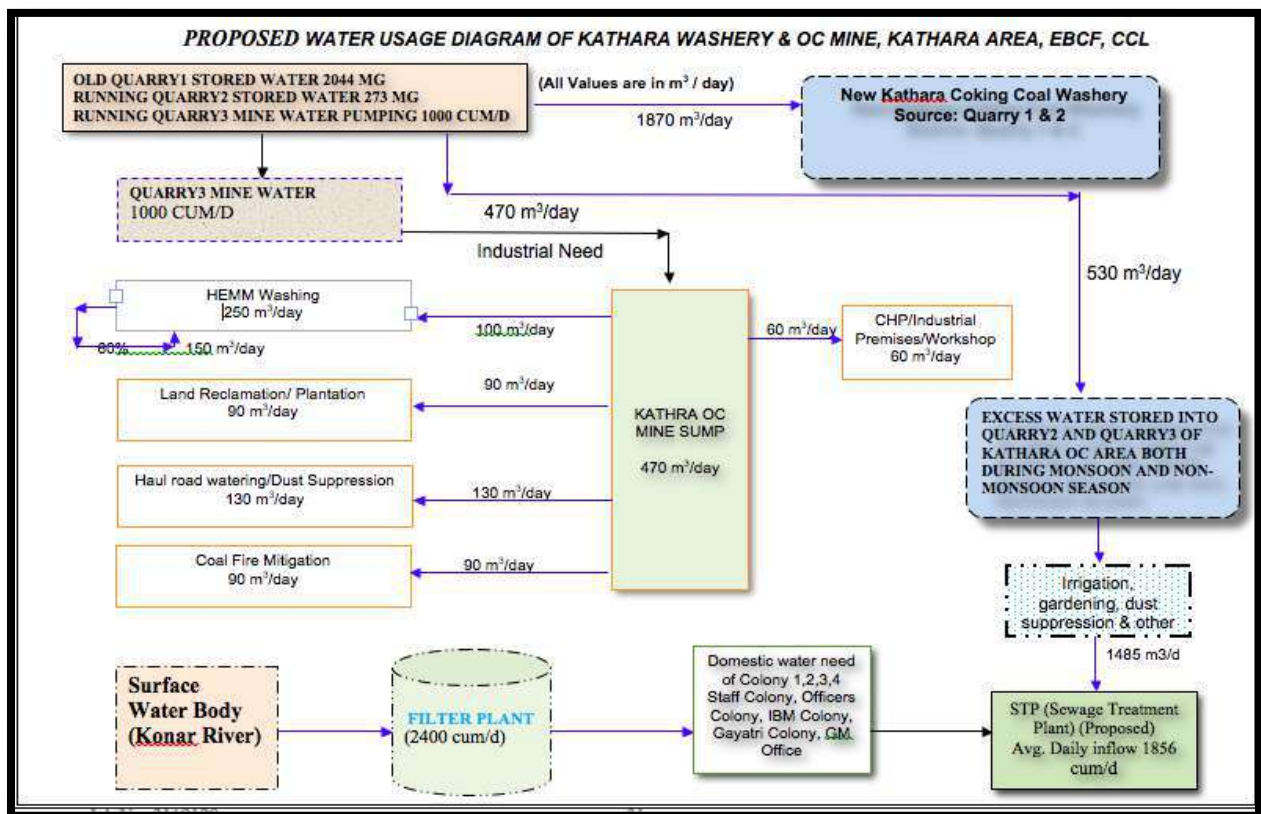 PROPOSED WATER USAGE DIAGRAM OF KATHARA WASHERY & OC MINE, KATHARA AREA, EBCF, CCL
OLD QUARRY1 STORED WATER 2044 MG
RUNNING QUARRY2 STORED WATER 273 MG
RUNNING QUARRY3 MINE WATER PUMPING 1000 CUM/D
(All Values are in m³ / day)
1870 m³/day
New Kathara Coking Coal Washery
Source: Quarry 1 & 2
QUARRY3 MINE WATER
1000 CUM/D
470 m³/day
Industrial Need
530 m³/day
HEMM Washing
250 m³/day
60%
150 m³/day
100 m³/day
60 m³/day
CHP/Industrial
Premises/Workshop
60 m³/day
Land Reclamation/ Plantation
90 m³/day
90 m³/day
KATHRA OC
MINE SUMP
470 m³/day
EXCESS WATER STORED INTO
QUARRY2 AND QUARRY3 OF
KATHARA OC AREA BOTH
DURING MONSOON AND NON-
MONSOON SEASON
Haul road watering/Dust Suppression
130 m³/day
130 m³/day
Coal Fire Mitigation
90 m³/day
90 m³/day
Irrigation,
gardening, dust
suppression & other
1485 m3/d
Surface
Water Body
(Konar River)
FILTER PLANT
(2400 cum/d)
Domestic water need
of Colony 1,2,3,4
Staff Colony, Officers
Colony, IBM Colony,
Gayatri Colony, GM
Office
STP (Sewage Treatment
Plant) (Proposed)
Avg. Daily inflow 1856
cum/d